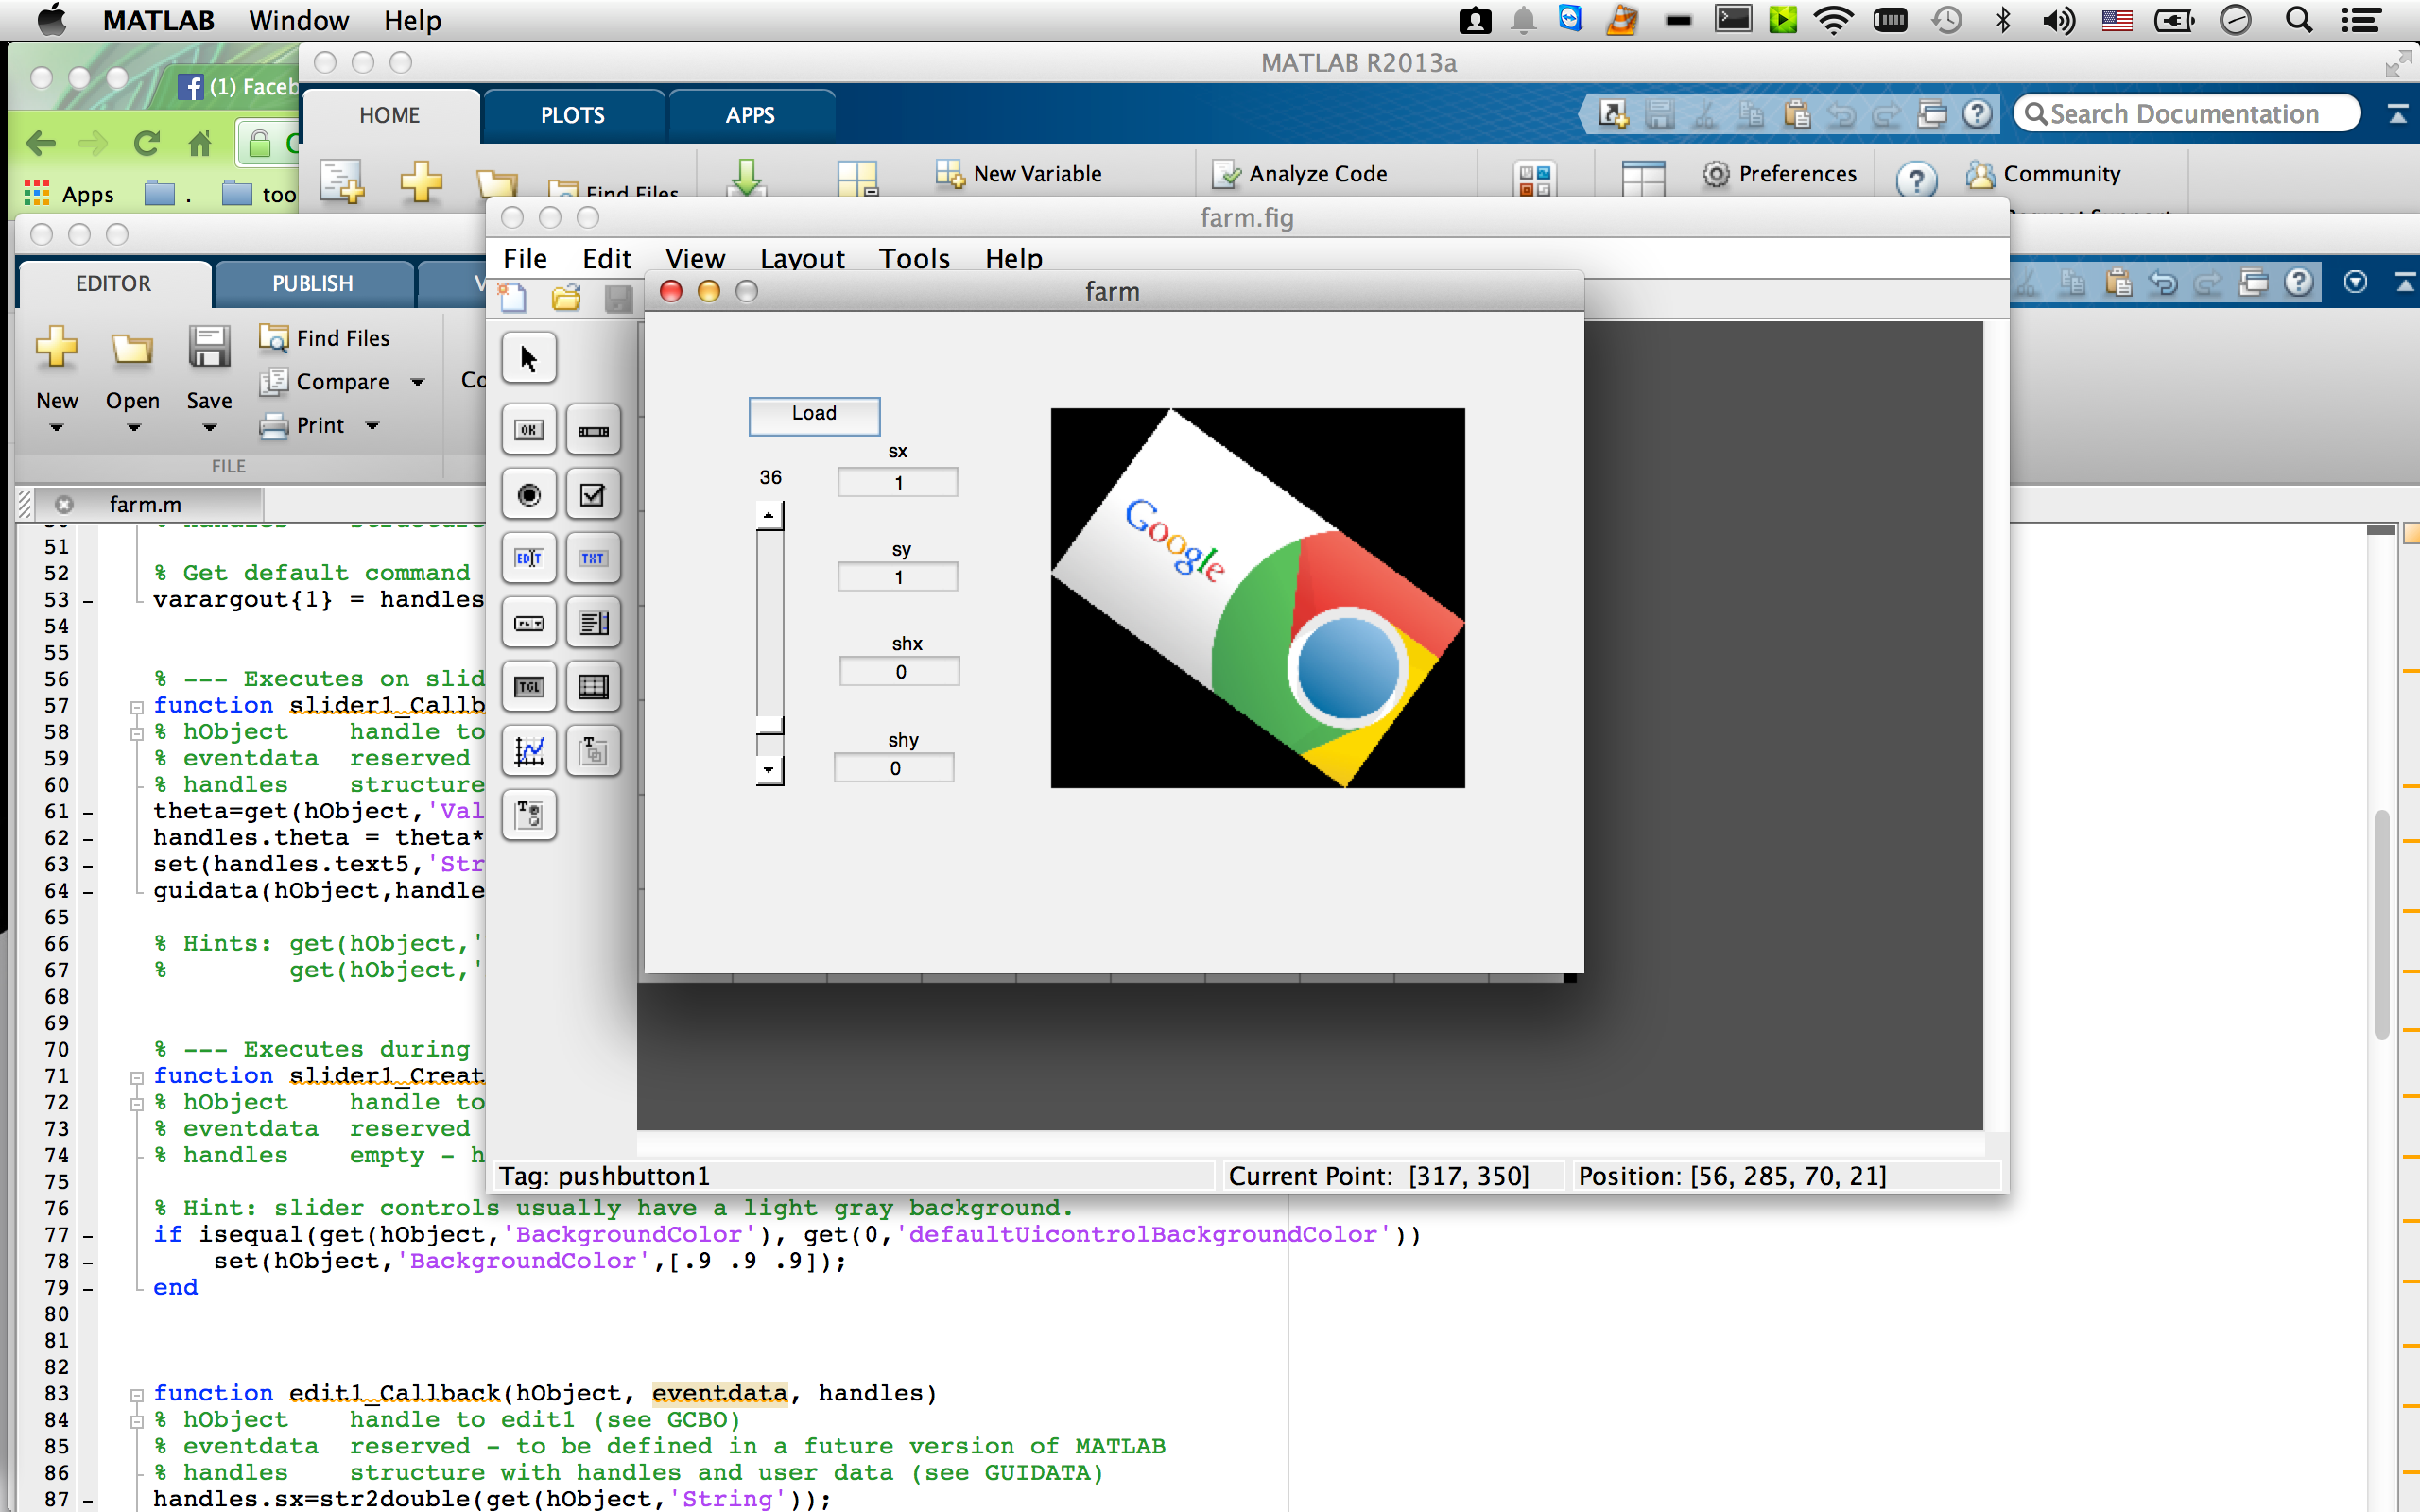 MATLAB Window Help
(1) Faceb
MATLAB R2013a
HOME PLOTS APPS
Search Documentation
Apps . too
Find Files
New Variable
Analyze Code
Preferences
Community
farm.fig
EDITOR PUBLISH V
File Edit View Layout Tools Help
farm
New Open Save
Find Files
Compare
Print
FILE
Co
farm.m
OK
EDIT TXT
TGL
Load
36
sx
1
sy
1
shx
0
shy
0
Google
51
52 % Get default command
53 varargout{1} = handles
54
55
56 % --- Executes on slid
57 function slider1_Callb
58 % hObject handle to
59 % eventdata reserved
60 % handles structure
61 theta=get(hObject,'Val
62 handles.theta = theta*
63 set(handles.text5,'Str
64 guidata(hObject,handle
65
66 % Hints: get(hObject,'
67 % get(hObject,'
68
69
70 % --- Executes during
71 function slider1_Creat
72 % hObject handle to
73 % eventdata reserved
74 % handles empty - h
75
76 % Hint: slider controls usually have a light gray background.
77 if isequal(get(hObject,'BackgroundColor'), get(0,'defaultUicontrolBackgroundColor'))
78 set(hObject,'BackgroundColor',[.9 .9 .9]);
79 end
80
81
82
83 function edit1_Callback(hObject, eventdata, handles)
84 % hObject handle to edit1 (see GCBO)
85 % eventdata reserved - to be defined in a future version of MATLAB
86 % handles structure with handles and user data (see GUIDATA)
87 handles.sx=str2double(get(hObject,'String'));
Tag: pushbutton1
Current Point: [317, 350]
Position: [56, 285, 70, 21]